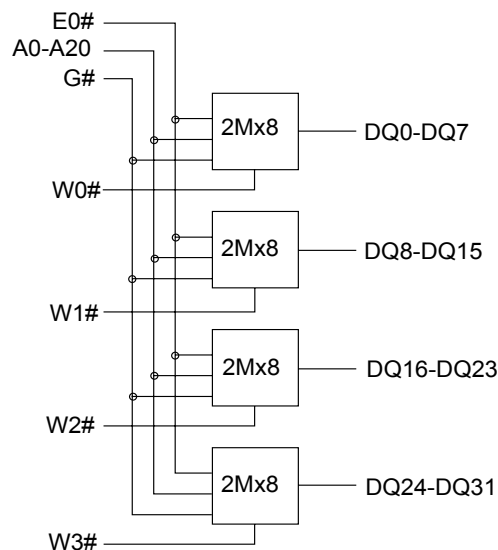 E0#
A0-A20
G#
2Mx8 DQ0-DQ7
W0#
2Mx8 DQ8-DQ15
W1#
2Mx8 DQ16-DQ23
W2#
2Mx8 DQ24-DQ31
W3#